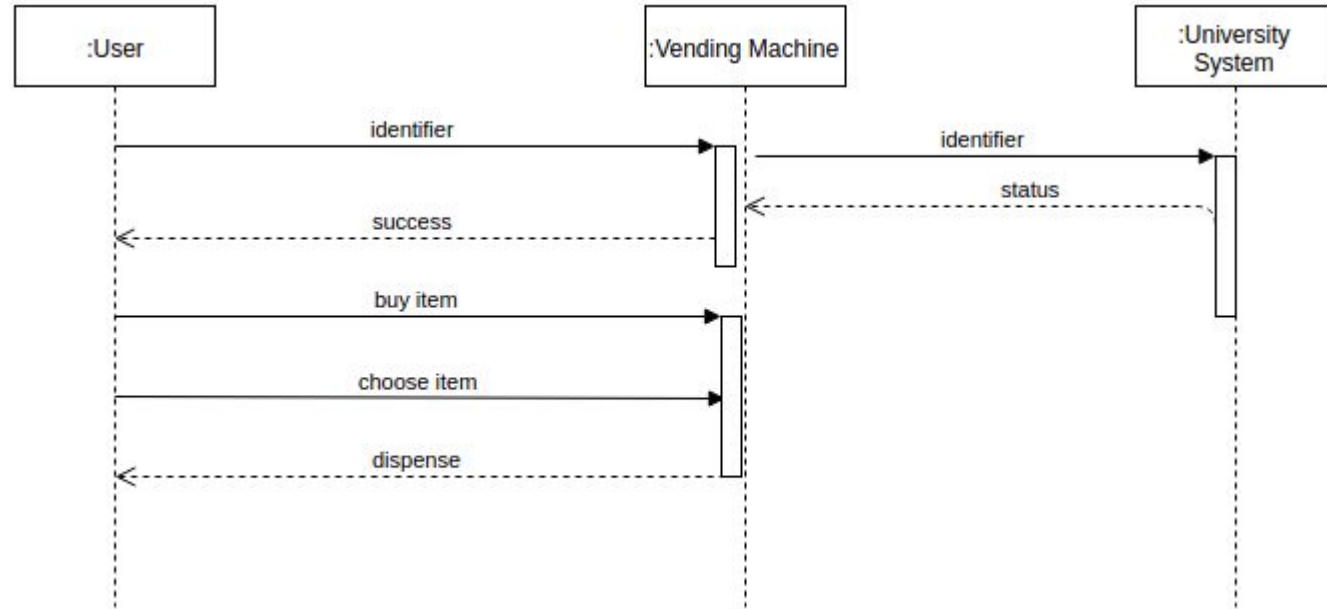 :User
:Vending Machine
:University
System
identifier
identifier
status
success
buy item
choose item
dispense